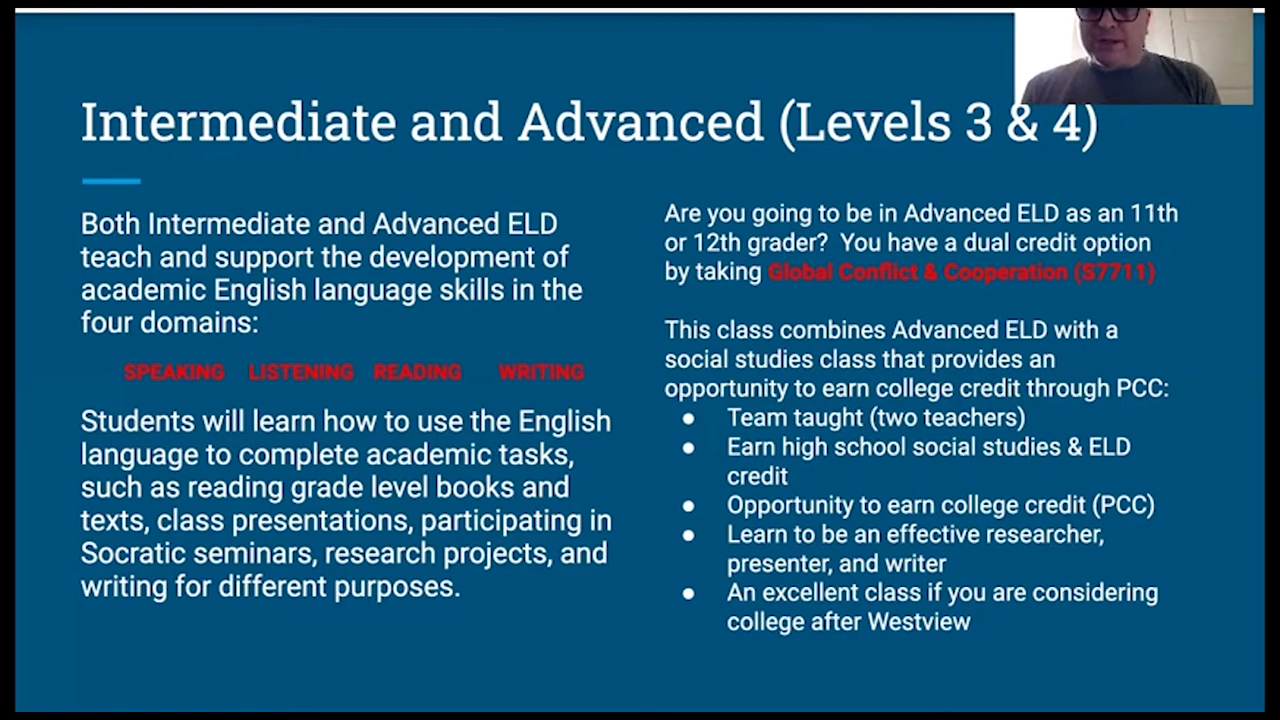 Intermediate and Advanced (Levels 3 & 4)
Both Intermediate and Advanced ELD
teach and support the development of
academic English language skills in the
four domains:
SPEAKING LISTENING READING WRITING
Students will learn how to use the English
language to complete academic tasks,
such as reading grade level books and
texts, class presentations, participating in
Socratic seminars, research projects, and
writing for different purposes.
Are you going to be in Advanced ELD as an 11th
or 12th grader? You have a dual credit option
by taking Global Conflict & Cooperation (S7711)
This class combines Advanced ELD with a
social studies class that provides an
opportunity to earn college credit through PCC:
● Team taught (two teachers)
● Earn high school social studies & ELD
credit
● Opportunity to earn college credit (PCC)
● Learn to be an effective researcher,
presenter, and writer
● An excellent class if you are considering
college after Westview